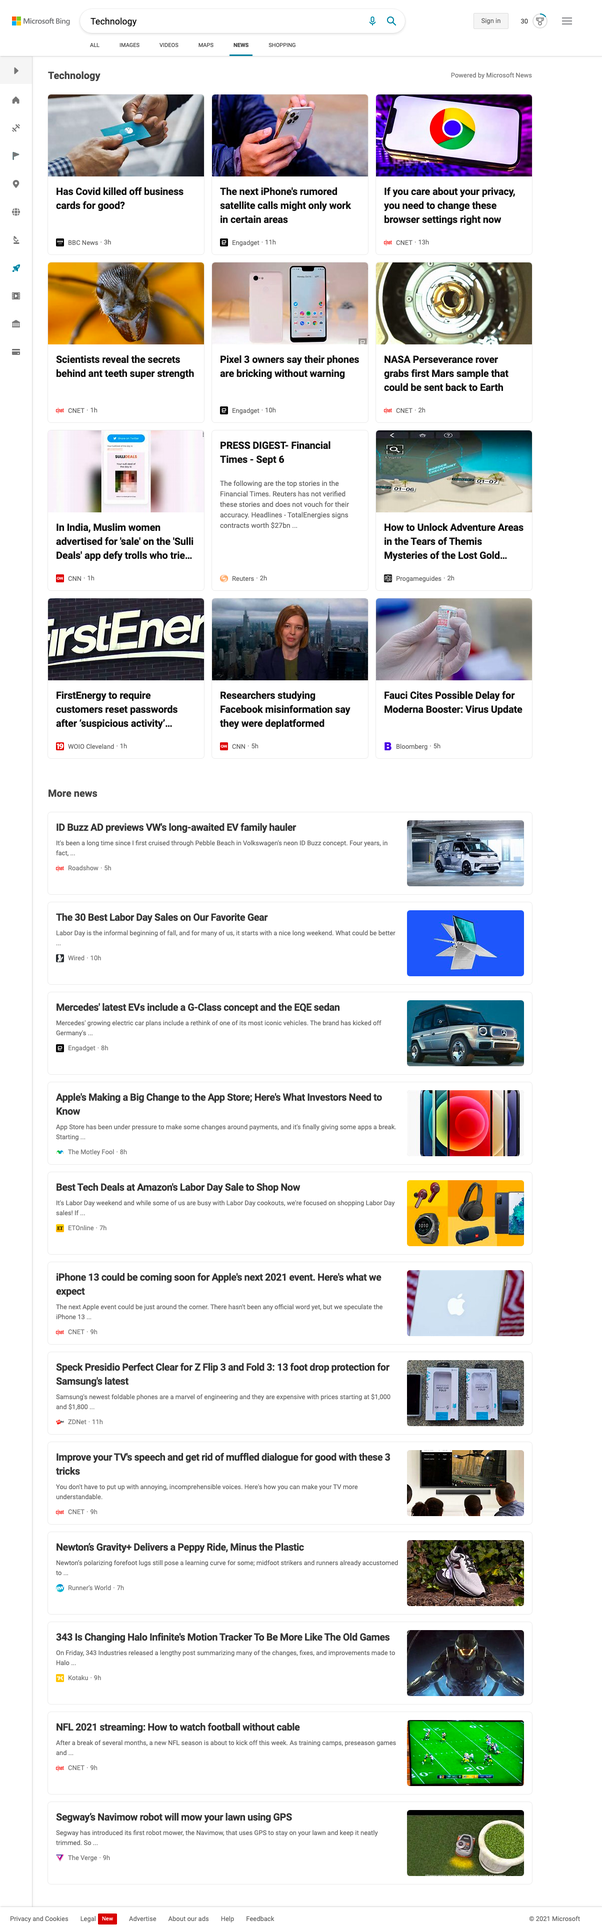 Microsoft Bing
Technology
Sign in
30
ALL
IMAGES
VIDEOS
MAPS
NEWS
SHOPPING
Technology
Powered by Microsoft News
Has Covid killed off business
cards for good?
BBC News · 3h
The next iPhone's rumored
satellite calls might only work
in certain areas
Engadget · 11h
If you care about your privacy,
you need to change these
browser settings right now
CNET · 13h
Scientists reveal the secrets
behind ant teeth super strength
CNET · 1h
Pixel 3 owners say their phones
are bricking without warning
Engadget · 10h
NASA Perseverance rover
grabs first Mars sample that
could be sent back to Earth
CNET · 2h
SULLIDEALS
In India, Muslim women
advertised for 'sale' on the 'Sulli
Deals' app defy trolls who trie...
CNN · 1h
PRESS DIGEST- Financial
Times - Sept 6
The following are the top stories in the
Financial Times. Reuters has not verified
these stories and does not vouch for their
accuracy. Headlines - TotalEnergies signs
contracts worth $27bn ...
Reuters · 2h
01-06
01-07
How to Unlock Adventure Areas
in the Tears of Themis
Mysteries of the Lost Gold...
Progameguides · 2h
irstEner
FirstEnergy to require
customers reset passwords
after 'suspicious activity'...
WOIO Cleveland · 1h
Researchers studying
Facebook misinformation say
they were deplatformed
CNN · 5h
Fauci Cites Possible Delay for
Moderna Booster: Virus Update
Bloomberg · 5h
More news
ID Buzz AD previews VW's long-awaited EV family hauler
It's been a long time since I first cruised through Pebble Beach in Volkswagen's neon ID Buzz concept. Four years, in
fact, ...
Roadshow · 5h
The 30 Best Labor Day Sales on Our Favorite Gear
Labor Day is the informal beginning of fall, and for many of us, it starts with a nice long weekend. What could be better
...
Wired · 10h
Mercedes' latest EVs include a G-Class concept and the EQE sedan
Mercedes' growing electric car plans include a rethink of one of its most iconic vehicles. The brand has kicked off
Germany's ...
Engadget · 8h
Apple's Making a Big Change to the App Store; Here's What Investors Need to
Know
App Store has been under pressure to make some changes around payments, and it's finally giving some apps a break.
Starting ...
The Motley Fool · 8h
Best Tech Deals at Amazon's Labor Day Sale to Shop Now
It's Labor Day weekend and while some of us are busy with Labor Day cookouts, we're focused on shopping Labor Day
sales! If ...
ETOnline · 7h
iPhone 13 could be coming soon for Apple's next 2021 event. Here's what we
expect
The next Apple event could be just around the corner. There hasn't been any official word yet, but we speculate the
iPhone 13 ...
CNET · 9h
Speck Presidio Perfect Clear for Z Flip 3 and Fold 3: 13 foot drop protection for
Samsung's latest
Samsung's newest foldable phones are a marvel of engineering and they are expensive with prices starting at $1,000
and $1,800 ...
ZDNet · 11h
Improve your TV's speech and get rid of muffled dialogue for good with these 3
tricks
You don't have to put up with annoying, incomprehensible voices. Here's how you can make your TV more
understandable.
CNET · 9h
Newton's Gravity+ Delivers a Peppy Ride, Minus the Plastic
Newton's polarizing forefoot lugs still pose a learning curve for some; midfoot strikers and runners already accustomed
to ...
Runner's World · 7h
343 Is Changing Halo Infinite's Motion Tracker To Be More Like The Old Games
On Friday, 343 Industries released a lengthy post summarizing many of the changes, fixes, and improvements made to
Halo ...
Kotaku · 9h
NFL 2021 streaming: How to watch football without cable
After a break of several months, a new NFL season is about to kick off this week. As training camps, preseason games
and ...
CNET · 9h
Segway's Navimow robot will mow your lawn using GPS
Segway has introduced its first robot mower, the Navimow, that uses GPS to stay on your lawn and keep it neatly
trimmed. So ...
The Verge · 9h
Privacy and Cookies
Legal
New
Advertise
About our ads
Help
Feedback
© 2021 Microsoft